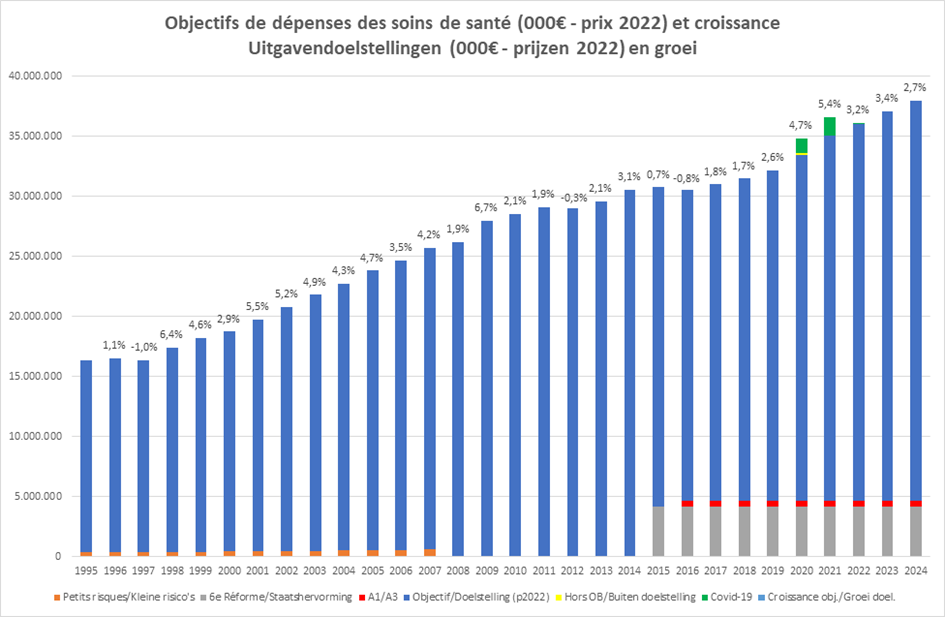 Objectifs de dépenses des soins de santé (000€ - prix 2022) et croissance
Uitgavendoelstellingen (000€ - prijzen 2022) en groei
40.000.000
35.000.000
30.000.000
25.000.000
20.000.000
15.000.000
10.000.000
5.000.000
0
1,1% -1,0% 6,4% 4,6% 2,9% 5,5% 5,2% 4,9% 4,3% 4,7% 3,5% 4,2% 1,9% 6,7% 2,1% 1,9% -0,3% 2,1% 3,1% 0,7% -0,8% 1,8% 1,7% 2,6% 4,7% 5,4% 3,2% 3,4% 2,7%
1995 1996 1997 1998 1999 2000 2001 2002 2003 2004 2005 2006 2007 2008 2009 2010 2011 2012 2013 2014 2015 2016 2017 2018 2019 2020 2021 2022 2023 2024
Petits risques/Kleine risico's 6e Réforme/Staatshervorming A1/A3 Objectif/Doelstelling (p2022) Hors OB/Buiten doelstelling Covid-19 Croissance obj./Groei doel.